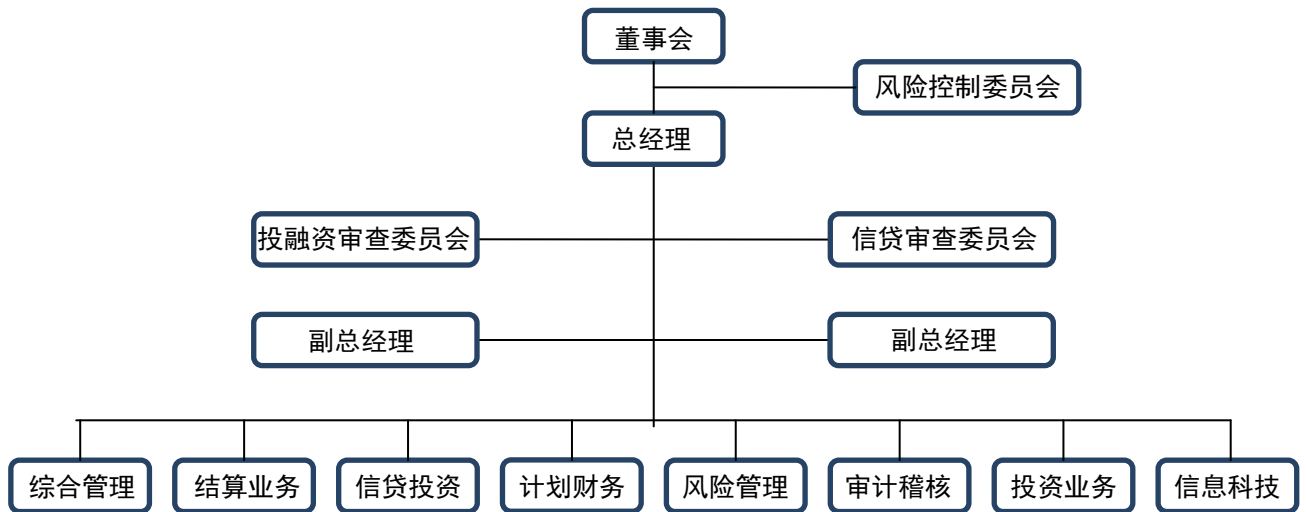 董事会
风险控制委员会
总经理
投融资审查委员会
信贷审查委员会
副总经理
副总经理
综合管理
结算业务
信贷投资
计划财务
风险管理
审计稽核
投资业务
信息科技